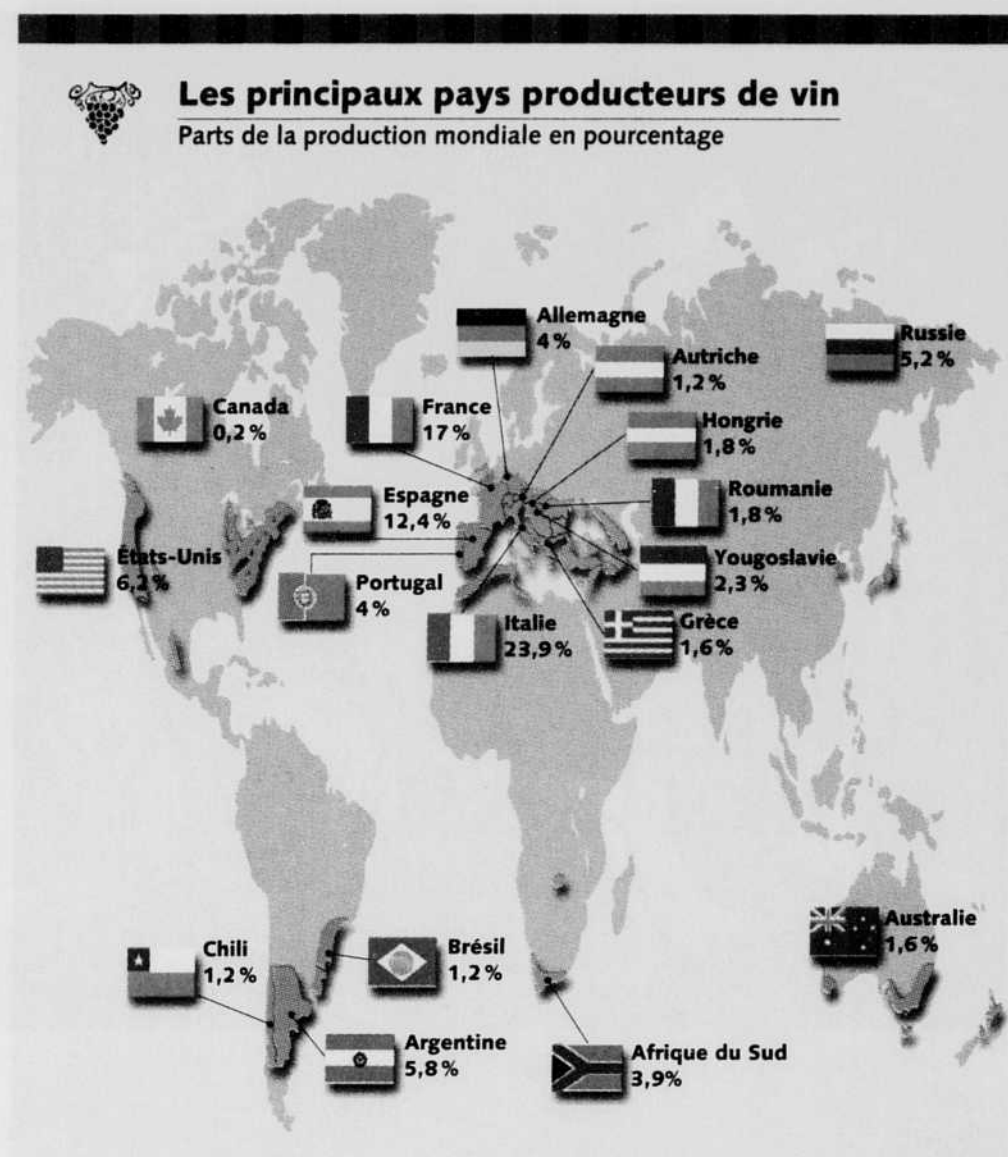 Les principaux pays producteurs de vin
Parts de la production mondiale en pourcentage
Allemagne
4 %
Russie
5,2 %
Autriche
1,2 %
Canada
0,2 %
France
17 %
Hongrie
1,8 %
Espagne
12,4 %
Roumanie
1,8 %
États-Unis
6,2 %
Portugal
4 %
Yougoslavie
2,3 %
Italie
23,9 %
Grèce
1,6 %
Australie
1,6 %
Chili
1,2 %
Brésil
1,2 %
Argentine
5,8 %
Afrique du Sud
3,9%